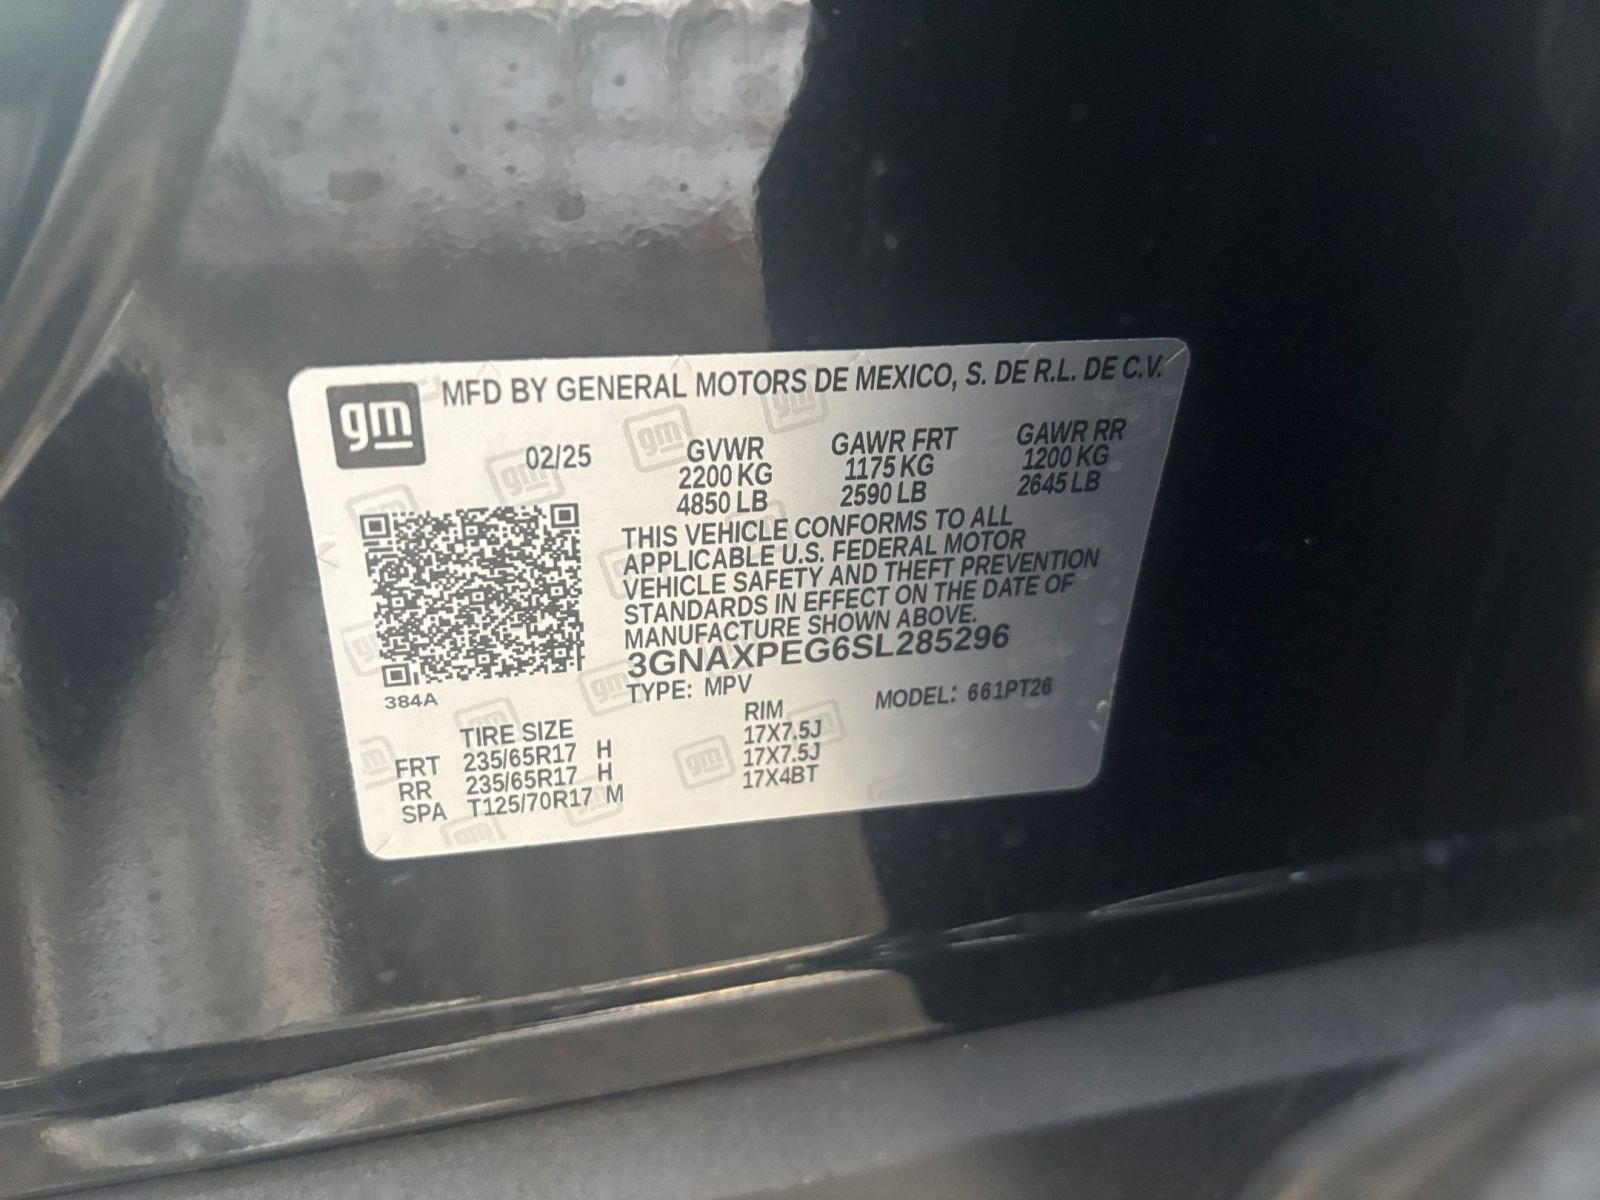 gm
MFD BY GENERAL MOTORS DE MEXICO, S. DE R.L. DE C.V.
02/25
GVWR GAWR FRT GAWR RR
2200 KG 1175 KG 1200 KG
4850 LB 2590 LB 2645 LB
THIS VEHICLE CONFORMS TO ALL
APPLICABLE U.S. FEDERAL MOTOR
VEHICLE SAFETY AND THEFT PREVENTION
STANDARDS IN EFFECT ON THE DATE OF
MANUFACTURE SHOWN ABOVE.
3GNAXPEG6SL285296
TYPE: MPV MODEL: 661PT26
384A
TIRE SIZE RIM
FRT 235/65R17 H 17X7.5J
RR 235/65R17 H 17X7.5J
SPA T125/70R17 M 17X4BT